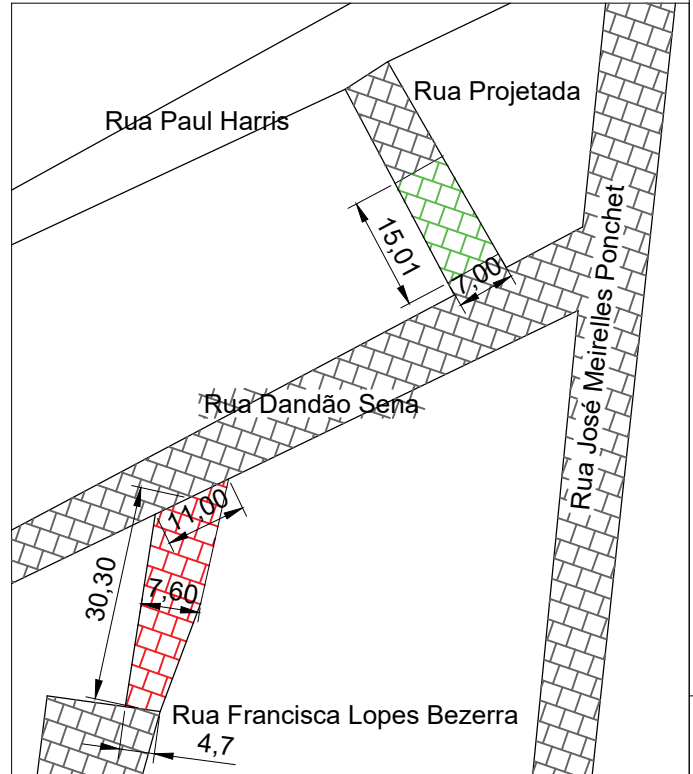 Rua Projetada
Rua Paul Harris
15,01
7,00
Rua José Meirelles Ponchet
Rua Dandão Sena
11,00
30,30
7,60
Rua Francisca Lopes Bezerra
4,7